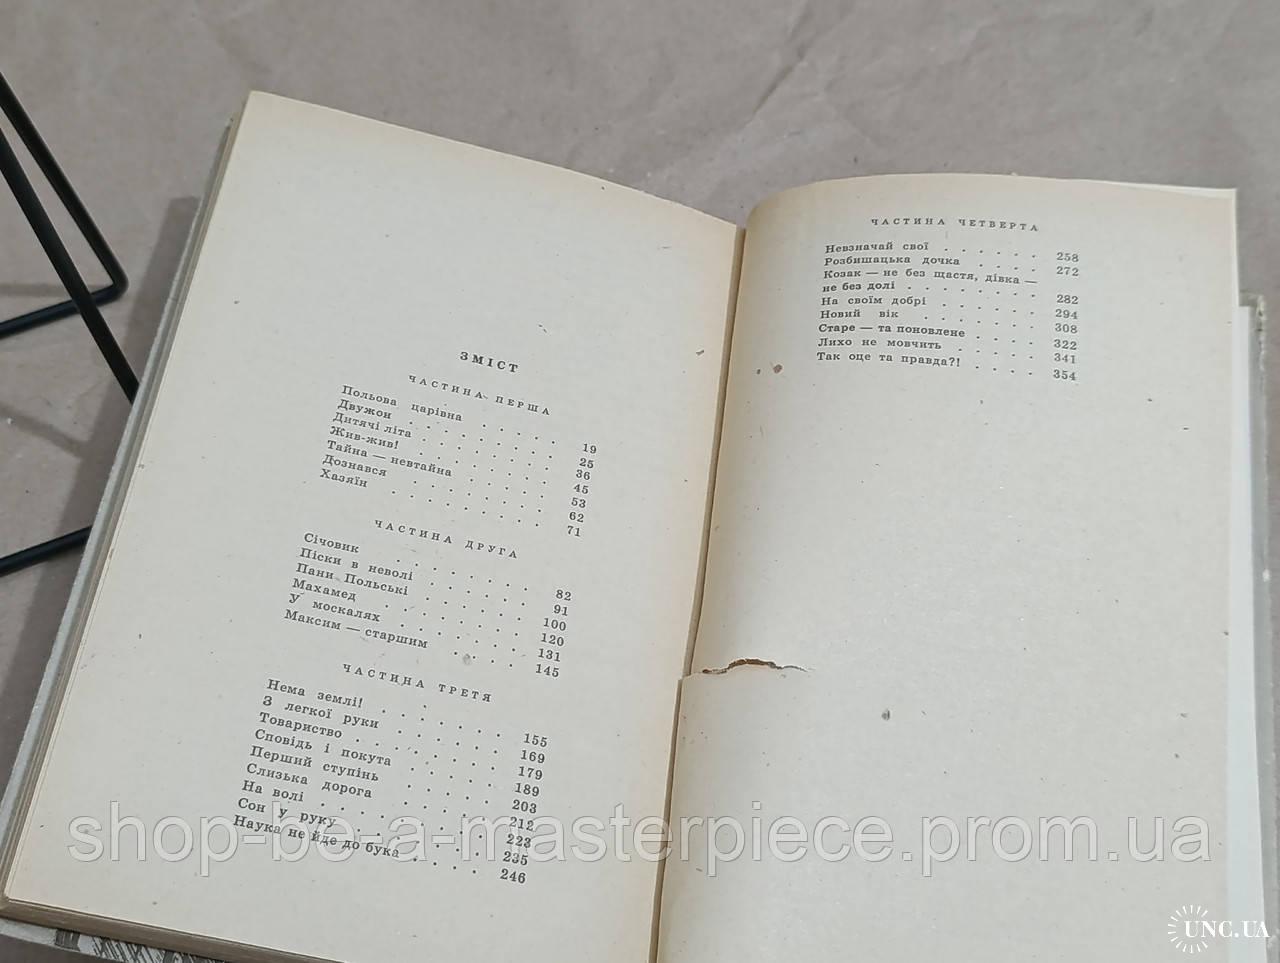 ЗМІСТ
ЧАСТИНА ПЕРША
Польова царівна . . . . . 19
Двужон . . . . . . . . 25
Дитячі літа . . . . . . . 36
Жив-жив! . . . . . . . 45
Тайна — невтайна . . . . . 53
Дознався . . . . . . . 62
Хазяїн . . . . . . . . 71
ЧАСТИНА ДРУГА
Січовик . . . . . . . . 82
Піски в неволі . . . . . . 91
Пани Польські . . . . . . 100
Махамед . . . . . . . 120
У москалях . . . . . . . 131
Максим — старшим . . . . 145
ЧАСТИНА ТРЕТЯ
Нема землі! . . . . . . . 155
З легкої руки . . . . . . 169
Товариство . . . . . . . 179
Сповідь і покута . . . . . 189
Перший ступінь . . . . . 203
Слизька дорога . . . . . 212
На волі . . . . . . . . 223
Сон у руку . . . . . . . 235
Наука не йде до бука . . . . 246
ЧАСТИНА ЧЕТВЕРТА
Невзначай свої . . . . . . 258
Розбишацька дочка . . . . 272
Козак — не без щастя, дівка —
не без долі . . . . . . . 282
На своїм добрі . . . . . . 294
Новий вік . . . . . . . 308
Старе — та поновлене . . . . 322
Лихо не мовчить . . . . . 341
Так оце та правда?! . . . . 354
shop-be-a-masterpiece.prom.ua
UNC.UA